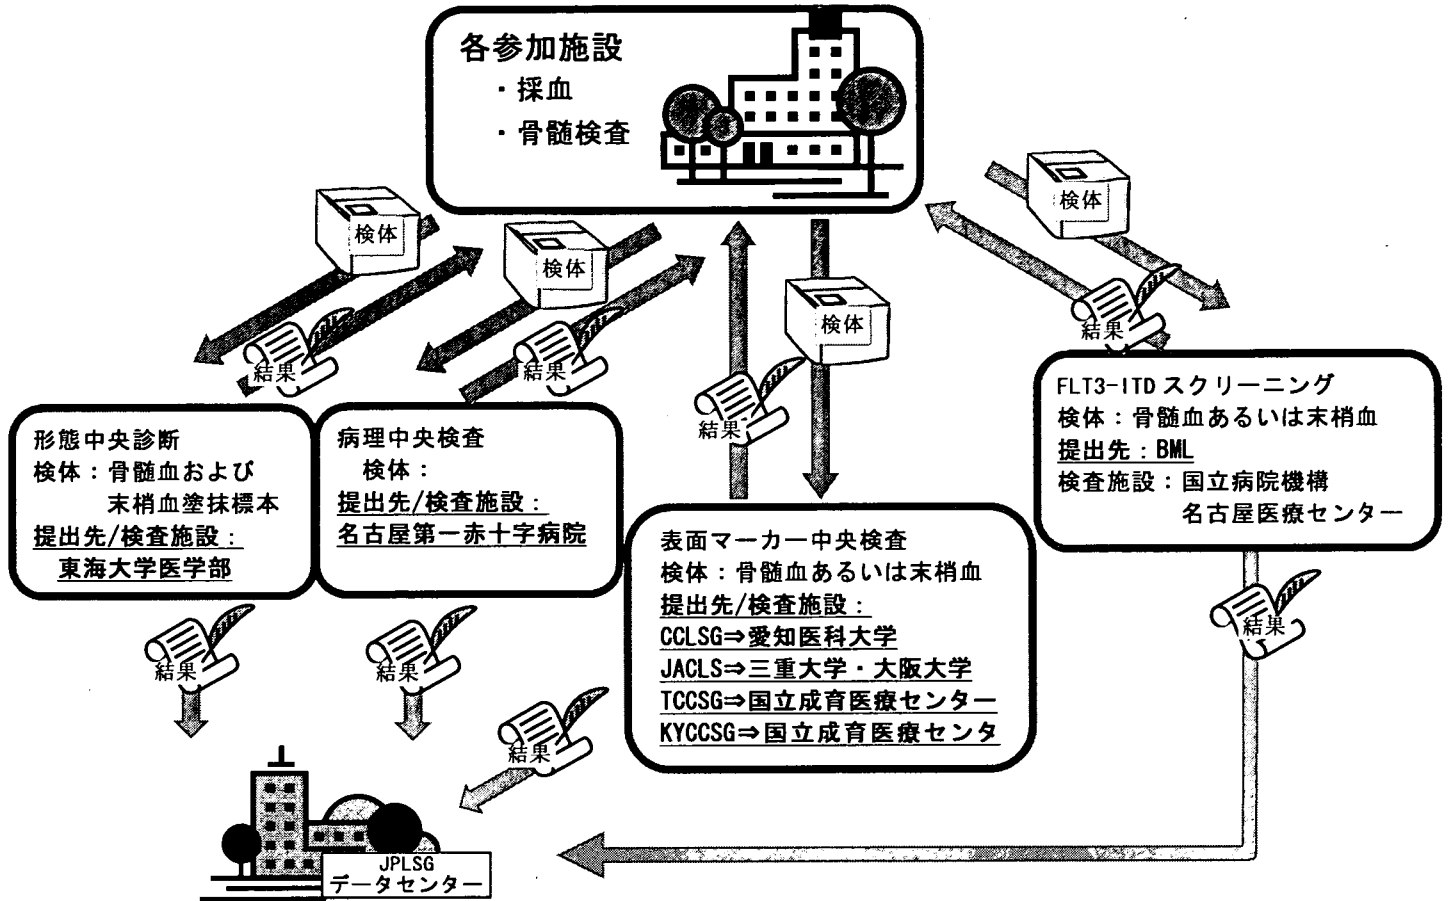 各参加施設
・採血
・骨髄検査
検体
検体
検体
検体
結果
結果
結果
結果
形態中央診断
検体：骨髄血および
末梢血塗抹標本
提出先/検査施設：
東海大学医学部
病理中央検査
検体：
提出先/検査施設：
名古屋第一赤十字病院
表面マーカー中央検査
検体：骨髄血あるいは末梢血
提出先/検査施設：
CCLSG⇒愛知医科大学
JACLS⇒三重大学・大阪大学
TCCSG⇒国立成育医療センター
KYCCSG⇒国立成育医療センタ
FLT3-ITDスクリーニング
検体：骨髄血あるいは末梢血
提出先：BML
検査施設：国立病院機構
名古屋医療センター
結果
結果
結果
結果
JPLSG
データセンター